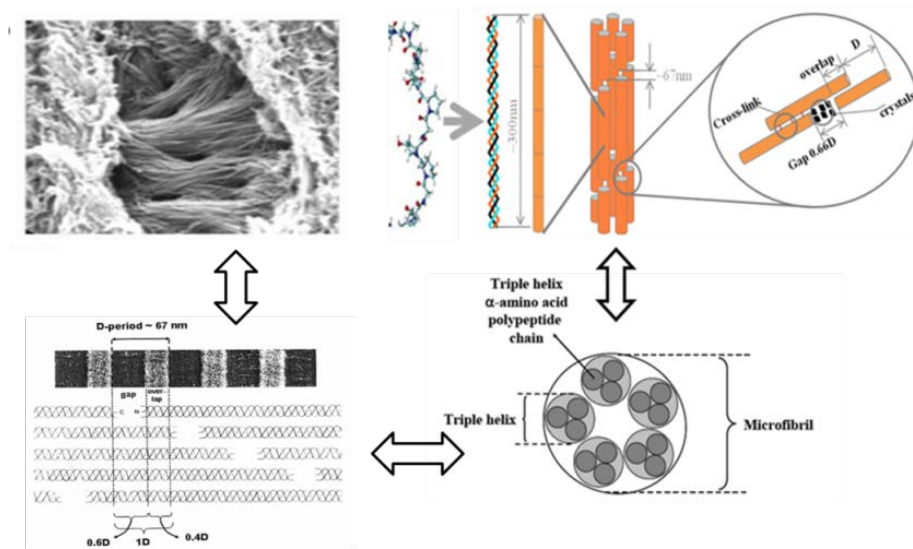 ~300nm
~67nm
overlap
D
Cross-link
crystals
Gap 0.66D
D-period ~ 67 nm
gap
over-
lap
C N
0.6D
1D
0.4D
Triple helix
α-amino acid
polypeptide
chain
Triple helix
Microfibril